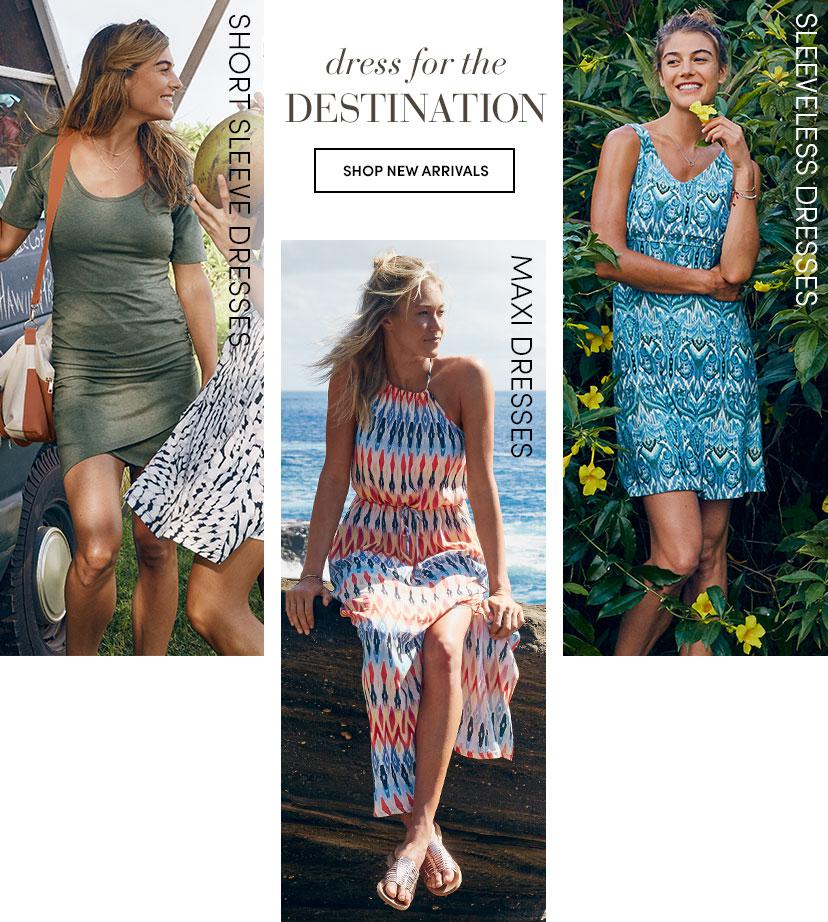 SHORT SLEEVE DRESSES
dress for the
DESTINATION
SHOP NEW ARRIVALS
MAXI DRESSES
SLEEVELESS DRESSES